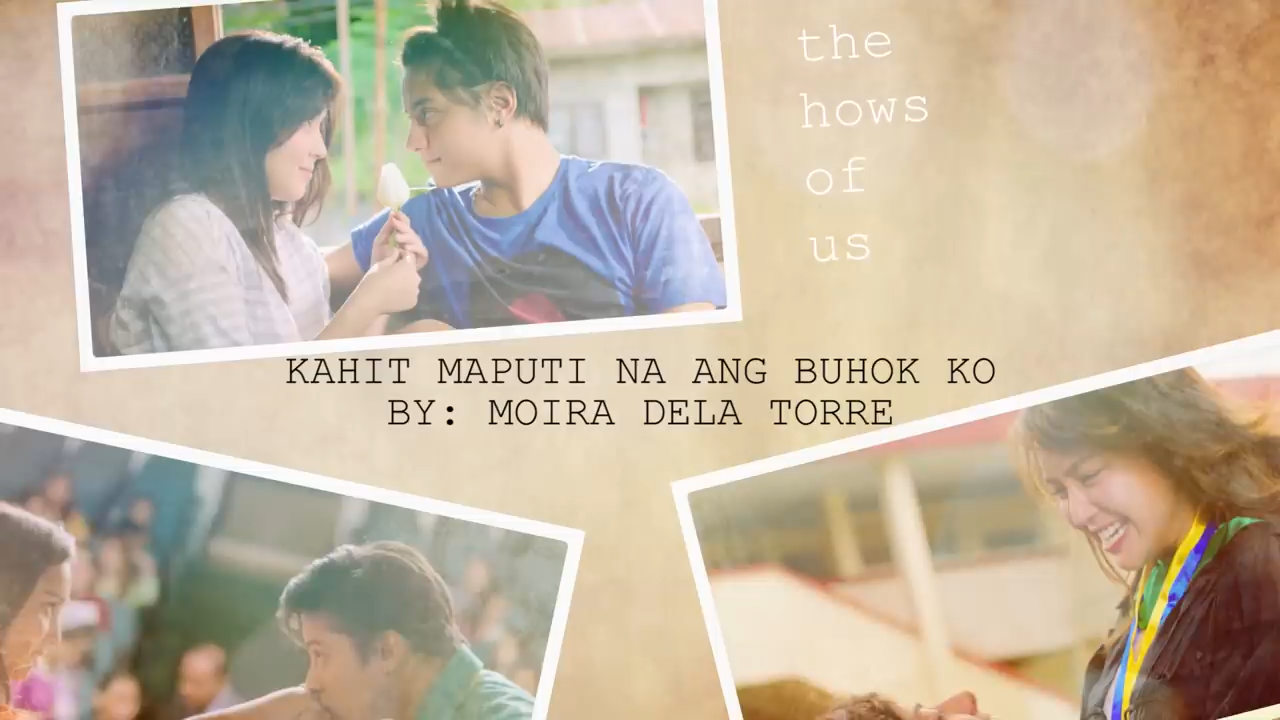 the
hows
of
us
KAHIT MAPUTI NA ANG BUHOK KO
BY: MOIRA DELA TORRE